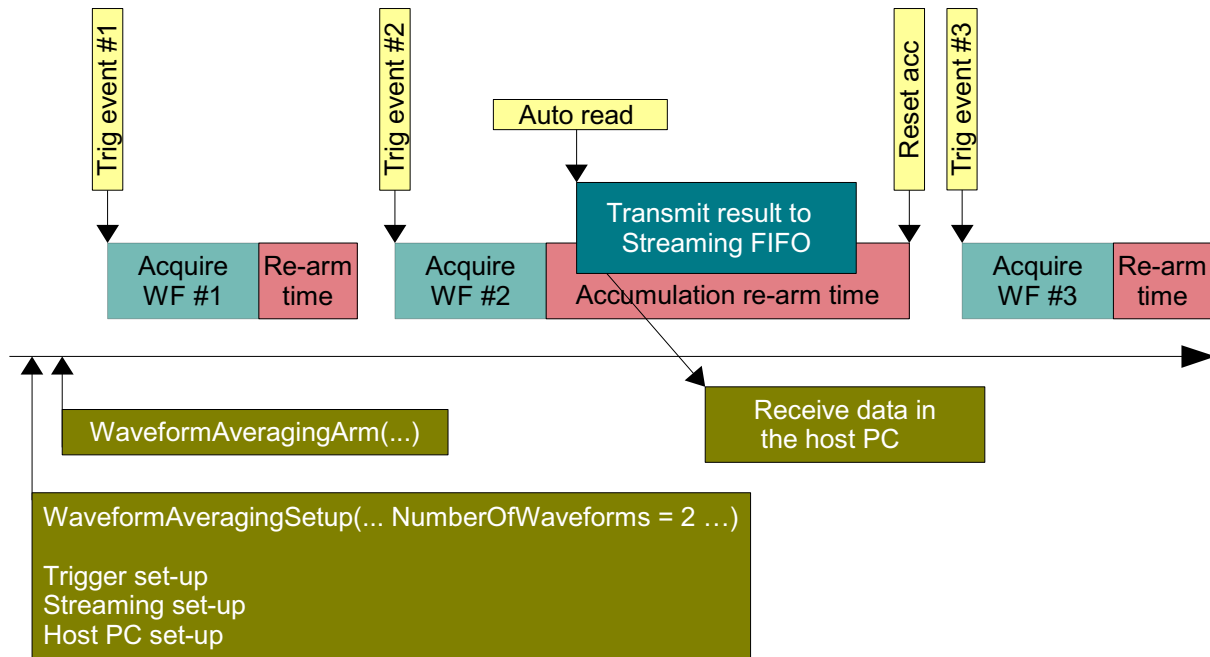 Trig event #1
Trig event #2
Auto read
Reset acc
Trig event #3
Transmit result to
Streaming FIFO
Acquire
WF #1
Re-arm
time
Acquire
WF #2
Accumulation re-arm time
Acquire
WF #3
Re-arm
time
WaveformAveragingArm(...)
Receive data in
the host PC
WaveformAveragingSetup(... NumberOfWaveforms = 2 …)
Trigger set-up
Streaming set-up
Host PC set-up